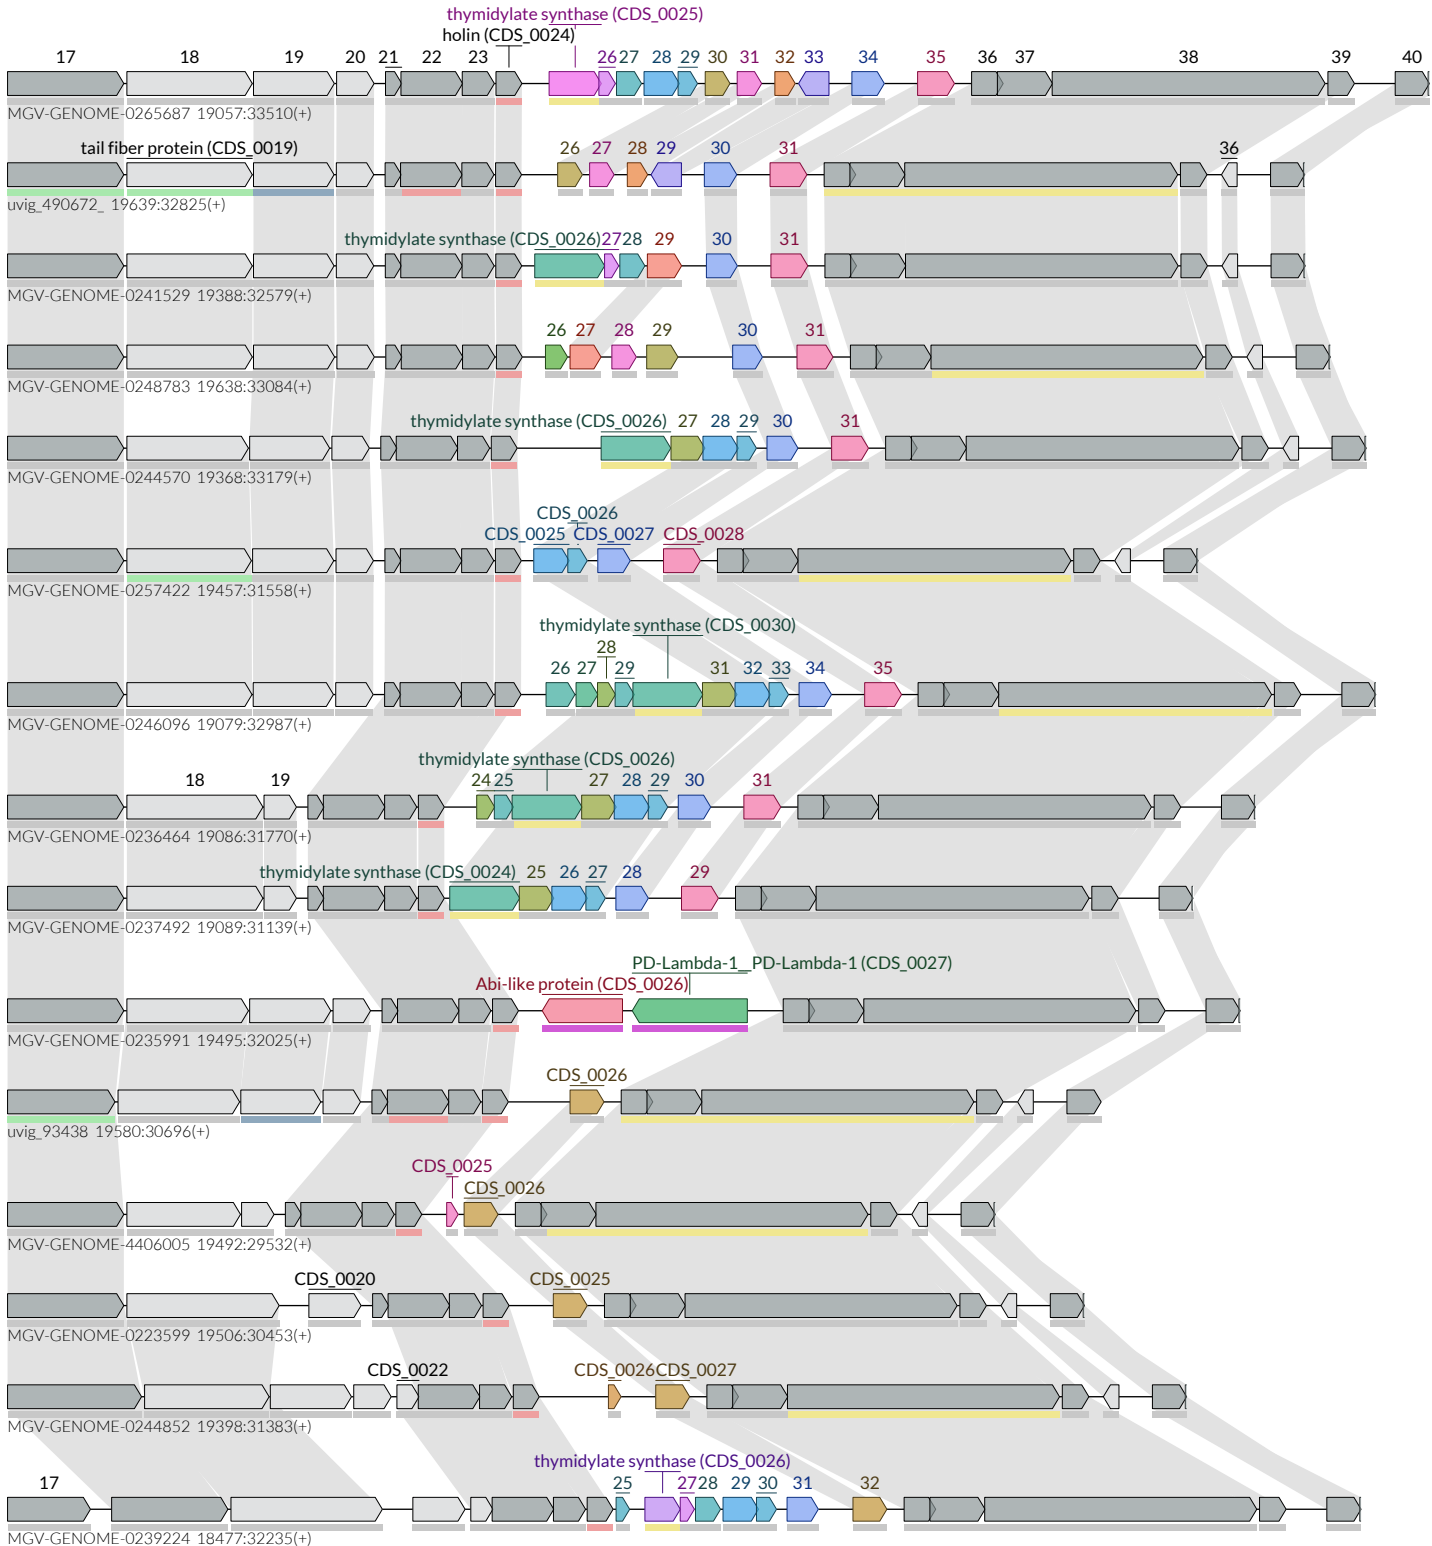 thymidylate synthase (CDS_0025)
holin (CDS_0024)
17 18 19 20 21 22 23 26 27 28 29 30 31 32 33 34 35 36 37 38 39 40
MGV-GENOME-0265687 19057:33510(+)
tail fiber protein (CDS_0019) 26 27 28 29 30 31 36
uvig_490672_ 19639:32825(+)
thymidylate synthase (CDS_0026) 27 28 29 30 31
MGV-GENOME-0241529 19388:32579(+)
26 27 28 29 30 31
MGV-GENOME-0248783 19638:33084(+)
thymidylate synthase (CDS_0026) 27 28 29 30 31
MGV-GENOME-0244570 19368:33179(+)
CDS_0026
CDS_0025 CDS_0027 CDS_0028
MGV-GENOME-0257422 19457:31558(+)
thymidylate synthase (CDS_0030)
28
26 27 29 31 32 33 34 35
MGV-GENOME-0246096 19079:32987(+)
thymidylate synthase (CDS_0026)
18 19 24 25 27 28 29 30 31
MGV-GENOME-0236464 19086:31770(+)
thymidylate synthase (CDS_0024) 25 26 27 28 29
MGV-GENOME-0237492 19089:31139(+)
PD-Lambda-1__PD-Lambda-1 (CDS_0027)
Abi-like protein (CDS_0026)
MGV-GENOME-0235991 19495:32025(+)
CDS_0026
uvig_93438 19580:30696(+)
CDS_0025
CDS_0026
MGV-GENOME-4406005 19492:29532(+)
CDS_0020 CDS_0025
MGV-GENOME-0223599 19506:30453(+)
CDS_0022 CDS_0026 CDS_0027
MGV-GENOME-0244852 19398:31383(+)
thymidylate synthase (CDS_0026)
17 25 27 28 29 30 31 32
MGV-GENOME-0239224 18477:32235(+)